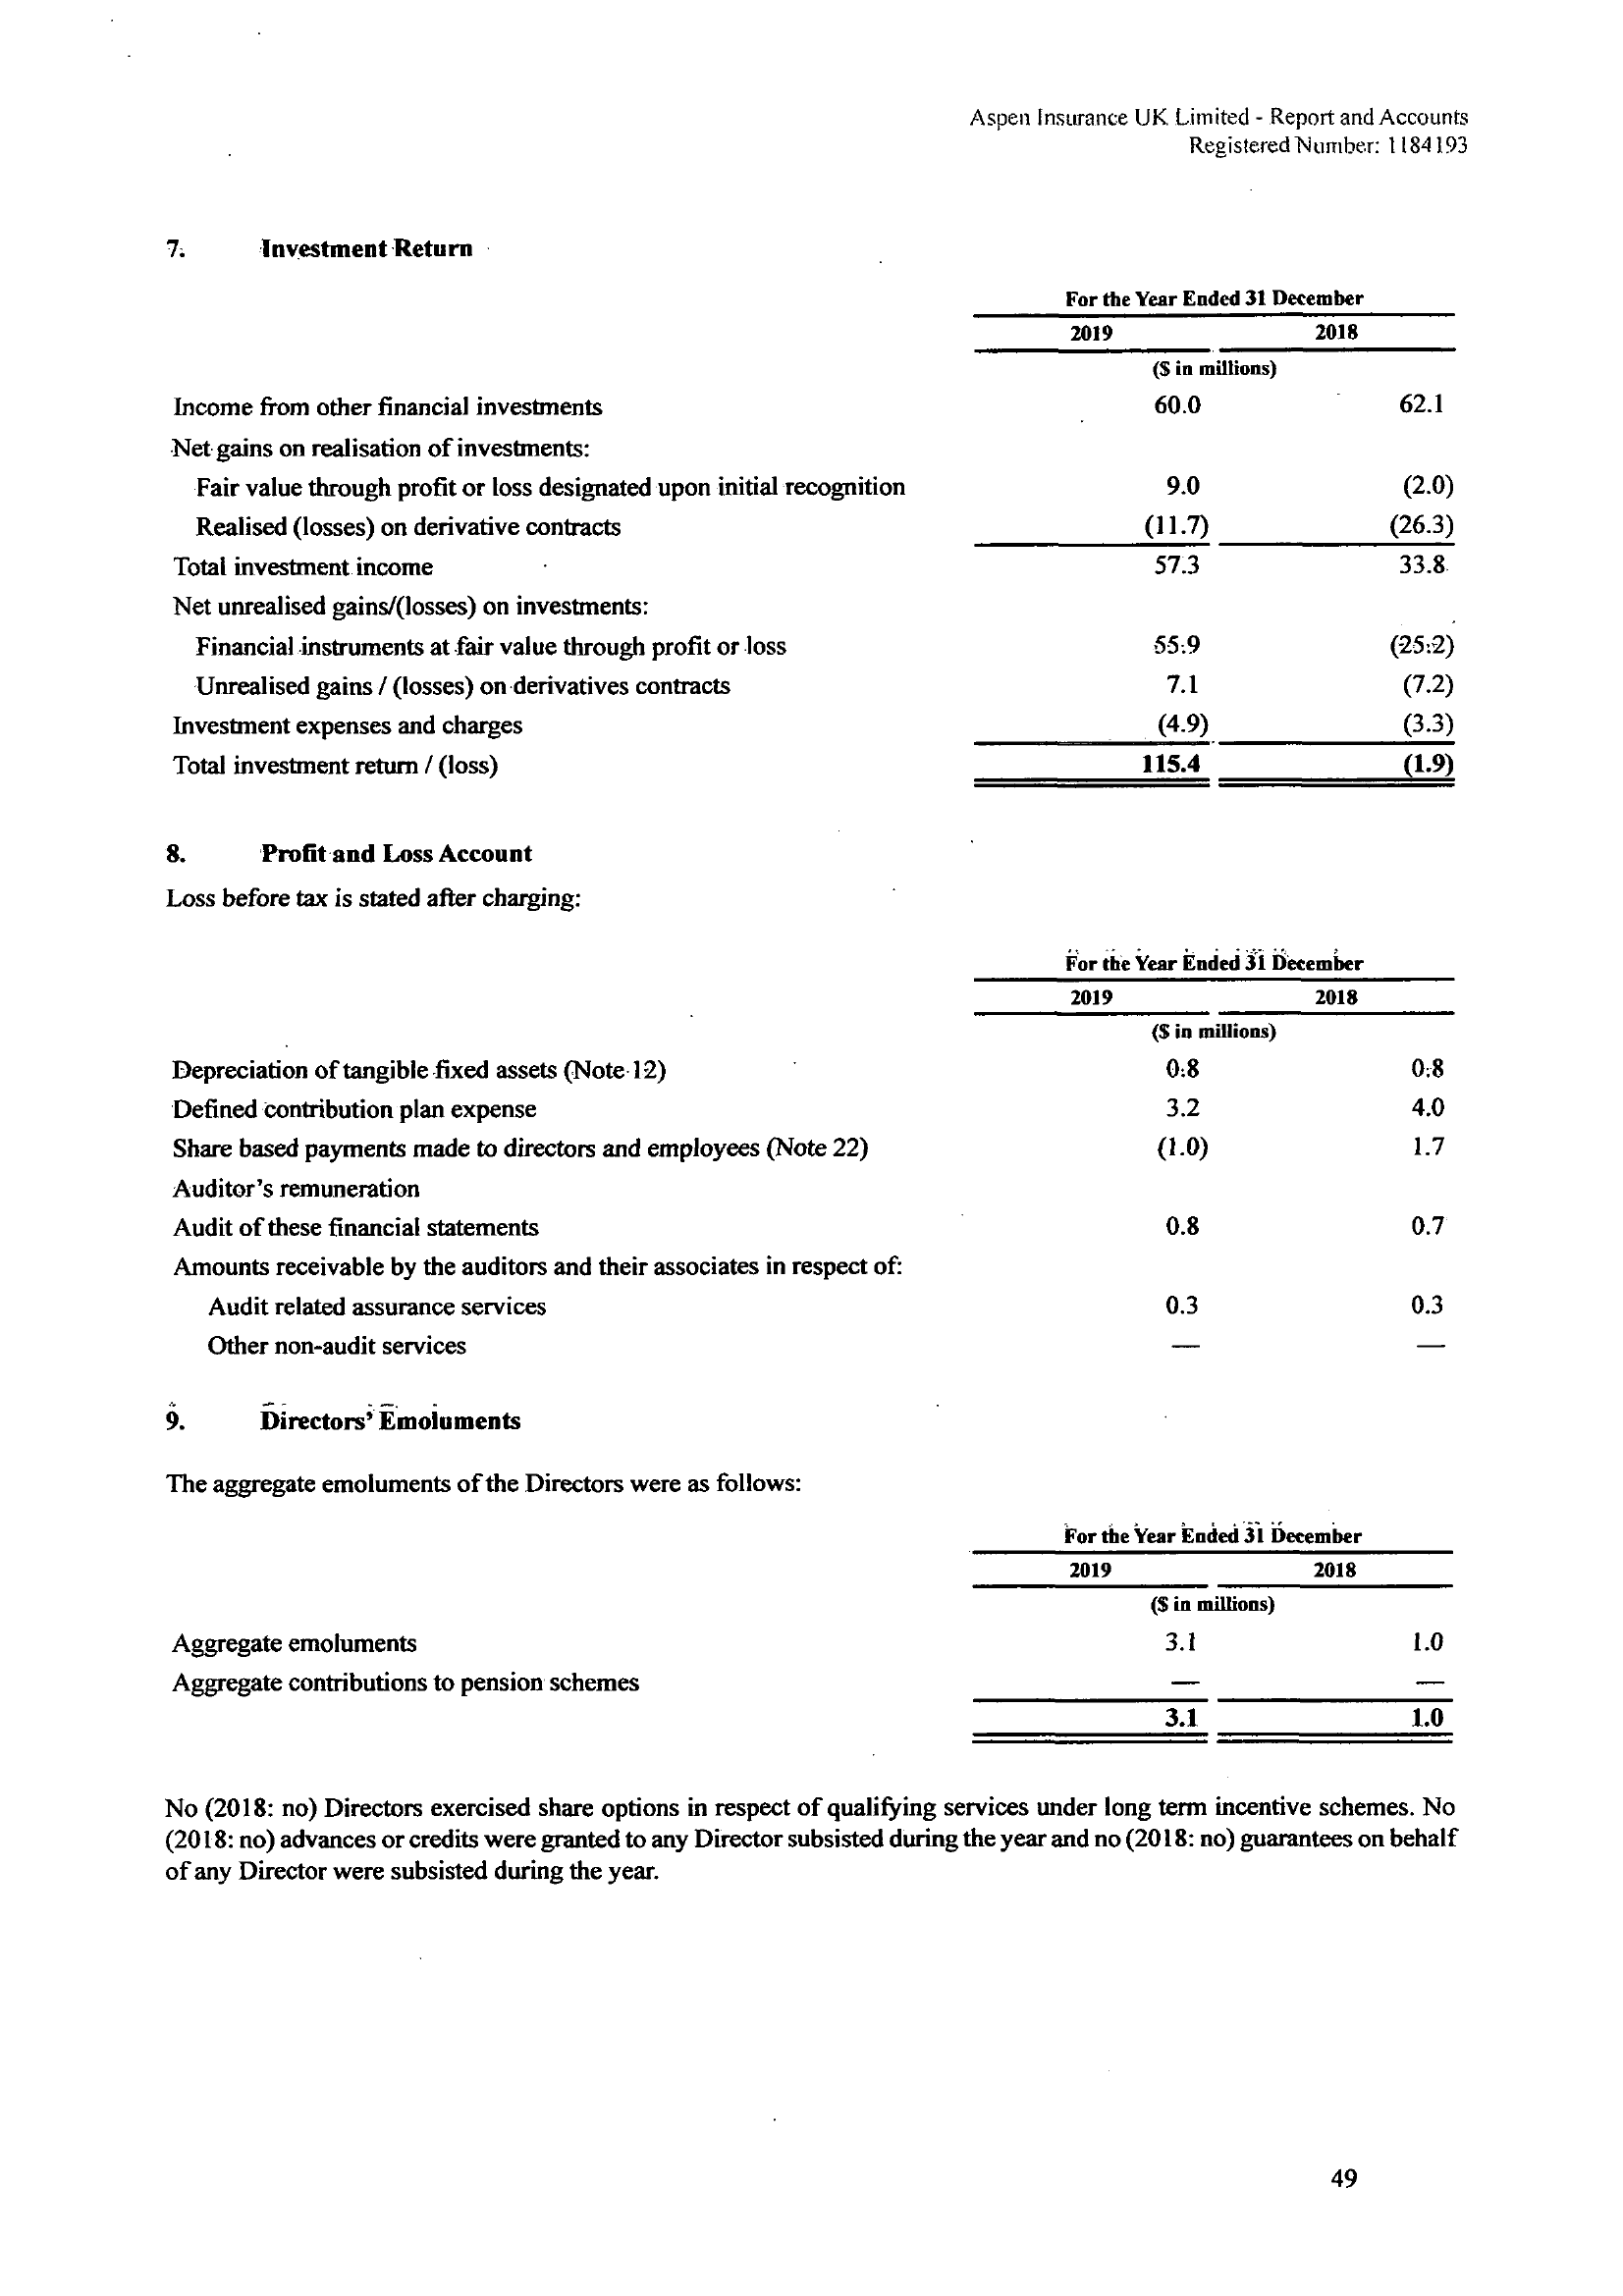 Aspen Insurance UK Limited - Report and Accounts
Registered Number: 1184193
7. Investment Return
For the Year Ended 31 December
2019 2018
($ in millions)
Income from other financial investments 60.0 62.1
Net gains on realisation of investments:
Fair value through profit or loss designated upon initial recognition 9.0 (2.0)
Realised (losses) on derivative contracts (11.7) (26.3)
Total investment income 57.3 33.8
Net unrealised gains/(losses) on investments:
Financial instruments at fair value through profit or loss 55.9 (25.2)
Unrealised gains / (losses) on derivatives contracts 7.1 (7.2)
Investment expenses and charges (4.9) (3.3)
Total investment return / (loss) 115.4 (1.9)
8. Profit and Loss Account
Loss before tax is stated after charging:
For the Year Ended 31 December
2019 2018
($ in millions)
Depreciation of tangible fixed assets (Note 12) 0.8 0.8
Defined contribution plan expense 3.2 4.0
Share based payments made to directors and employees (Note 22) (1.0) 1.7
Auditor's remuneration
Audit of these financial statements 0.8 0.7
Amounts receivable by the auditors and their associates in respect of:
Audit related assurance services 0.3 0.3
Other non-audit services — —
9. Directors' Emoluments
The aggregate emoluments of the Directors were as follows:
For the Year Ended 31 December
2019 2018
($ in millions)
Aggregate emoluments 3.1 1.0
Aggregate contributions to pension schemes — —
3.1 1.0
No (2018: no) Directors exercised share options in respect of qualifying services under long term incentive schemes. No
(2018: no) advances or credits were granted to any Director subsisted during the year and no (2018: no) guarantees on behalf
of any Director were subsisted during the year.
49